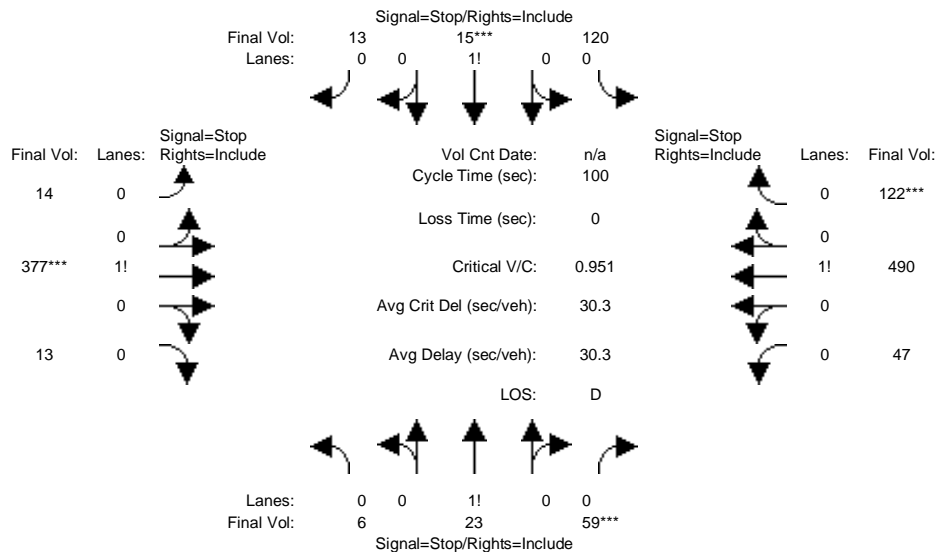 Signal=Stop/Rights=Include
Final Vol: 13 15*** 120
Lanes: 0 0 1! 0 0
Signal=Stop Signal=Stop
Final Vol: Lanes: Rights=Include Vol Cnt Date: n/a Rights=Include Lanes: Final Vol:
Cycle Time (sec): 100
14 0 0 122***
Loss Time (sec): 0
0 0
377*** 1! Critical V/C: 0.951 1! 490
0 Avg Crit Del (sec/veh): 30.3 0
13 0 Avg Delay (sec/veh): 30.3 0 47
LOS: D
Lanes: 0 0 1! 0 0
Final Vol: 6 23 59***
Signal=Stop/Rights=Include